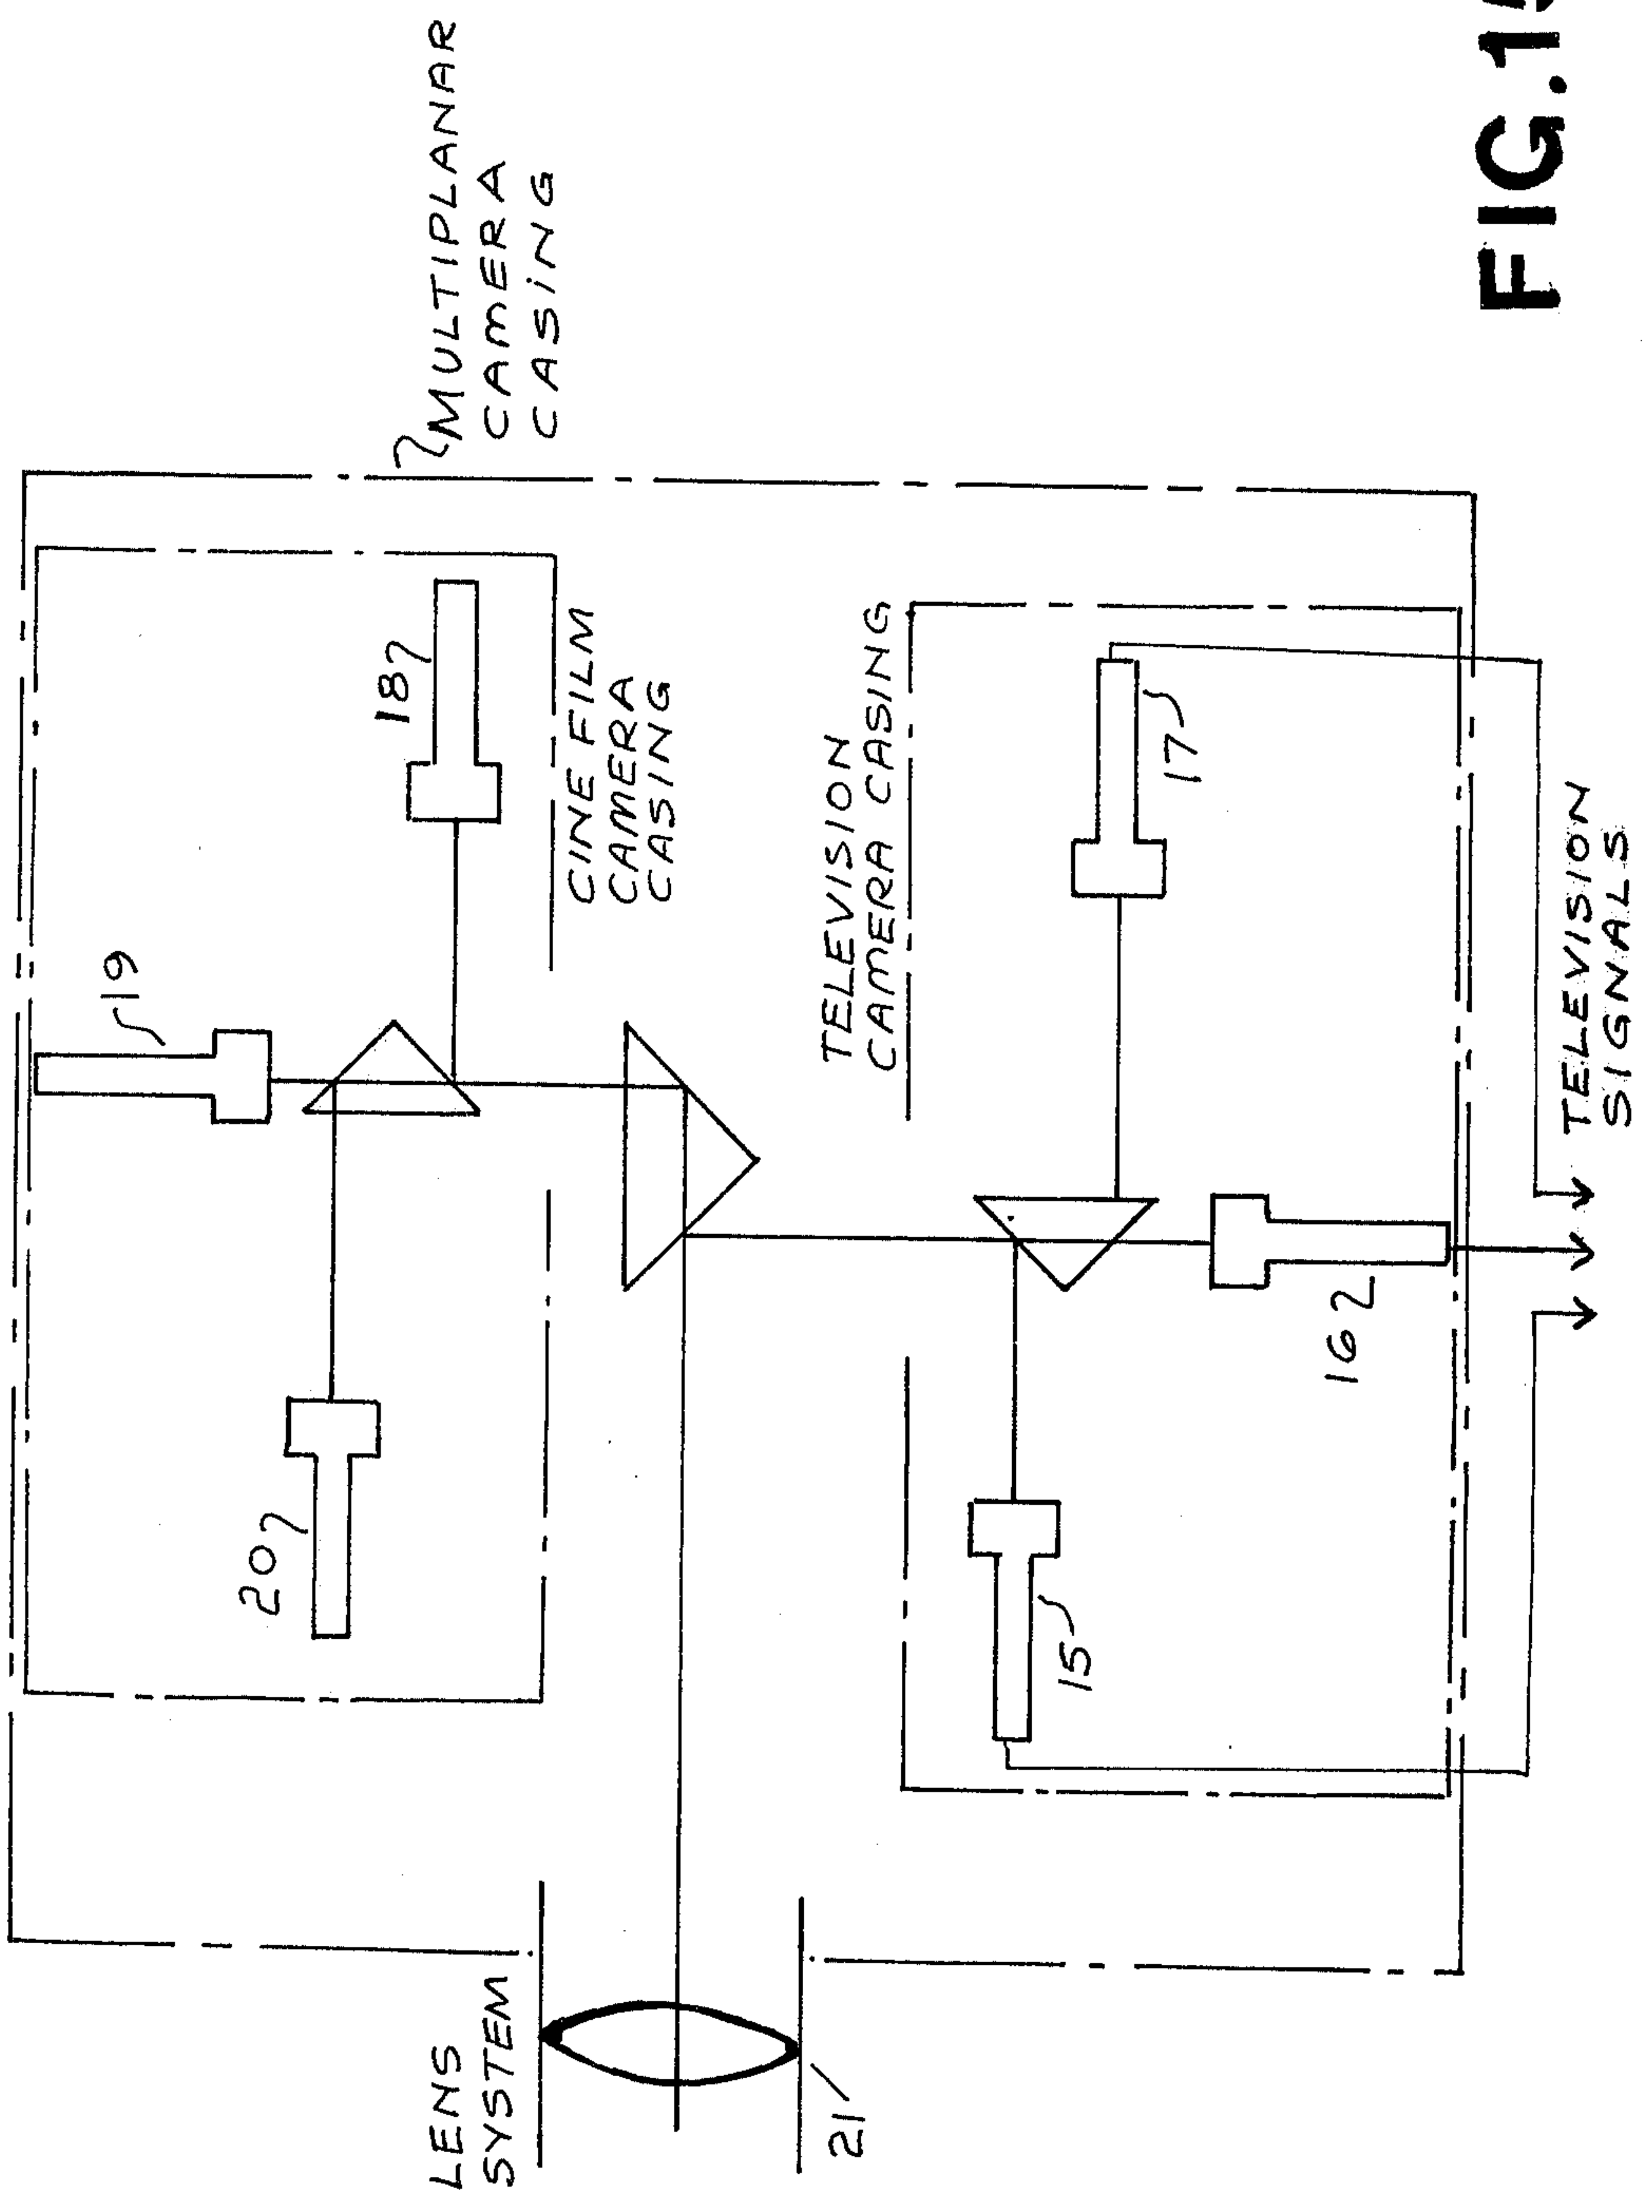 MULTIPLANAR
CAMERA
CASING
19
18
20
CINE FILM
CAMERA
CASING
TELEVISION
CAMERA CASING
17
16
15
LENS
SYSTEM
21
TELEVISION
SIGNALS
FIG.15